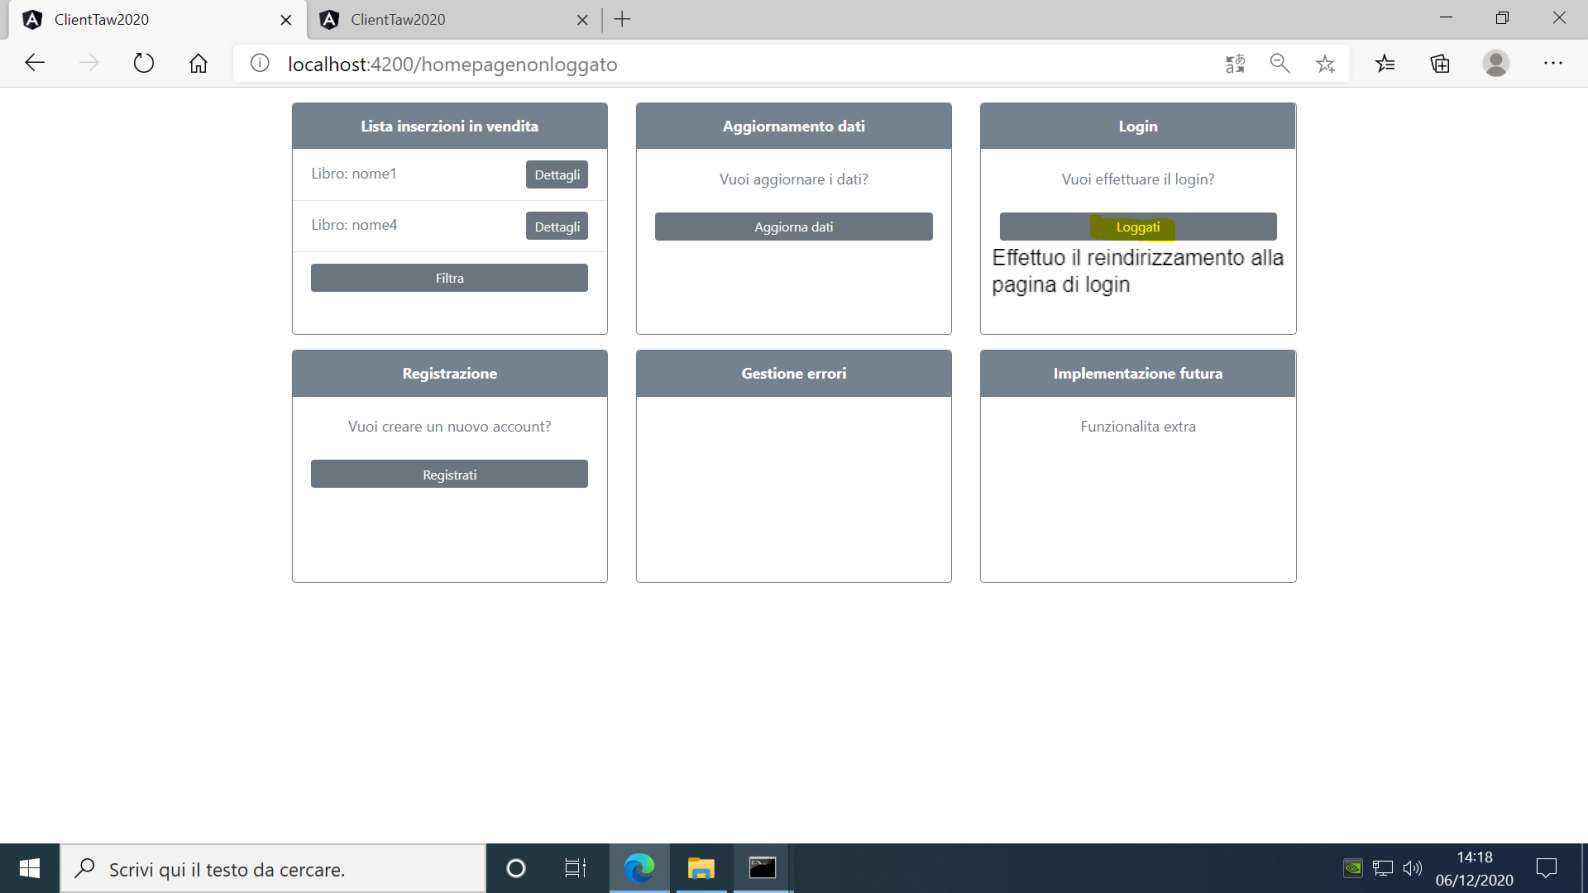 ClientTaw2020
ClientTaw2020
localhost:4200/homepagenonloggato
Lista inserzioni in vendita
Libro: nome1
Dettagli
Libro: nome4
Dettagli
Filtra
Aggiornamento dati
Vuoi aggiornare i dati?
Aggiorna dati
Login
Vuoi effettuare il login?
Loggati
Effettuo il reindirizzamento alla
pagina di login
Registrazione
Vuoi creare un nuovo account?
Registrati
Gestione errori
Implementazione futura
Funzionalita extra
Scrivi qui il testo da cercare.
14:18
06/12/2020